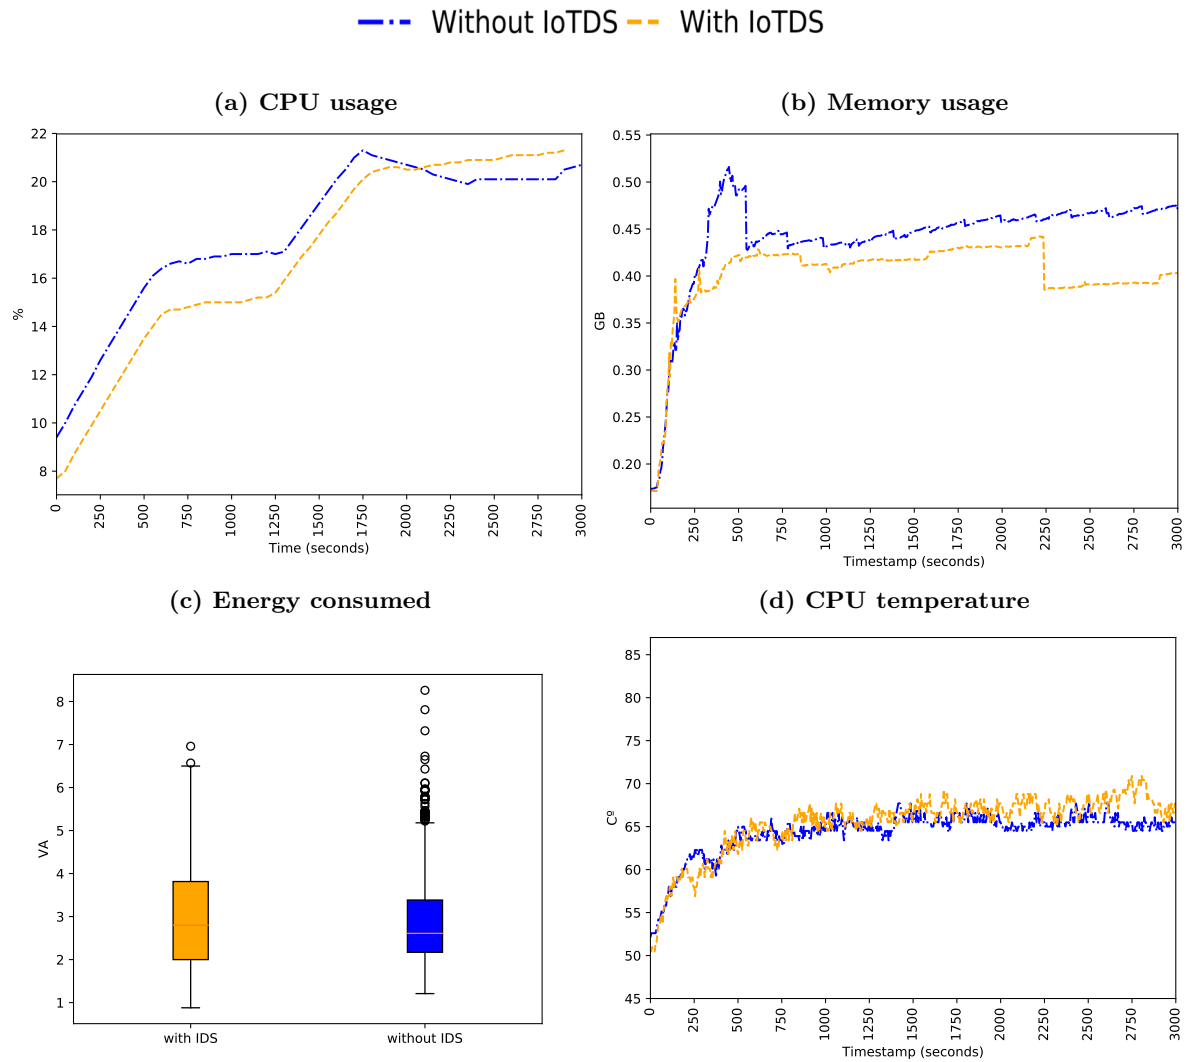 Without IoTDS With IoTDS
(a) CPU usage
22
20
18
16
14
12
10
8
%
0 250 500 750 1000 1250 1500 1750 2000 2250 2500 2750 3000
Time (seconds)
(b) Memory usage
0.55
0.50
0.45
0.40
0.35
0.30
0.25
0.20
GB
0 250 500 750 1000 1250 1500 1750 2000 2250 2500 2750 3000
Timestamp (seconds)
(c) Energy consumed
8
7
6
5
4
3
2
1
VA
with IDS without IDS
(d) CPU temperature
85
80
75
70
65
60
55
50
45
Cº
0 250 500 750 1000 1250 1500 1750 2000 2250 2500 2750 3000
Timestamp (seconds)